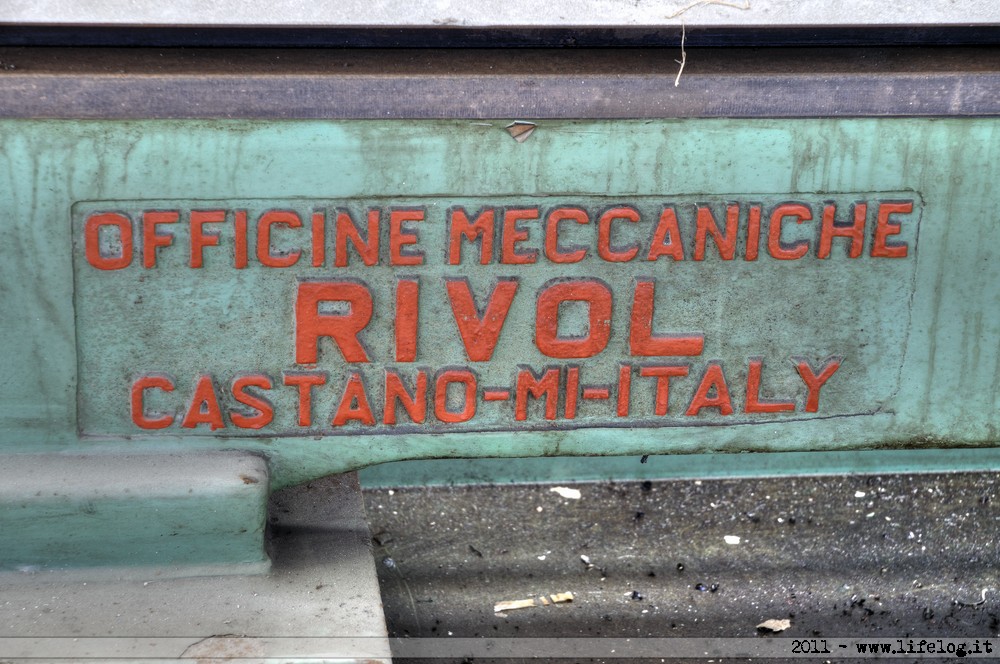 OFFICINE MECCANICHE
RIVOL
CASTANO-MI-ITALY
2011 - www.lifelog.it